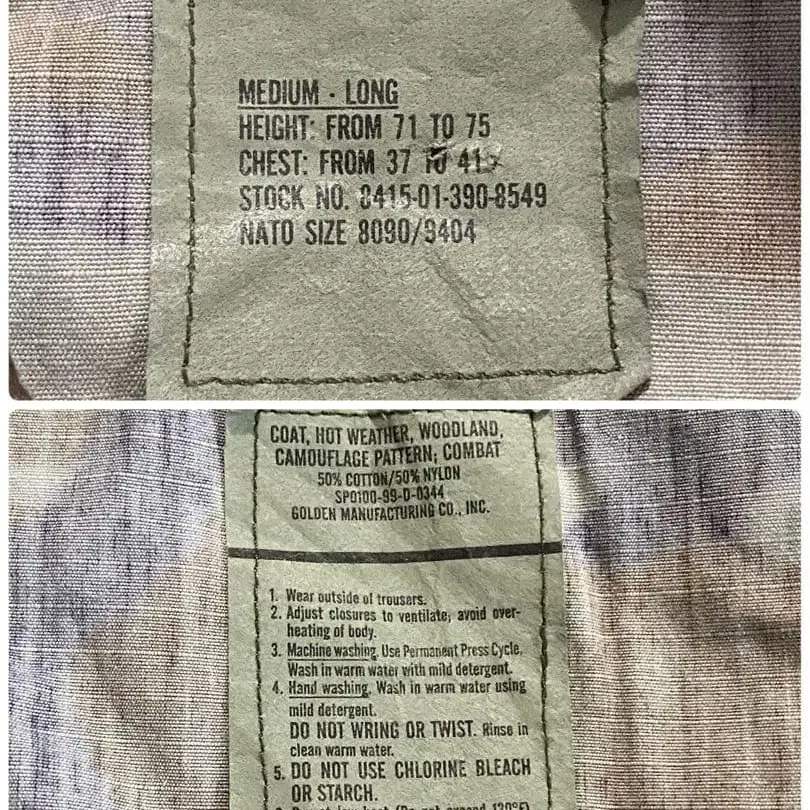 MEDIUM - LONG
HEIGHT: FROM 71 TO 75
CHEST: FROM 37 TO 41
STOCK NO. 8415-01-390-8549
NATO SIZE 8090/9404
COAT, HOT WEATHER, WOODLAND,
CAMOUFLAGE PATTERN; COMBAT
50% COTTON/50% NYLON
SPO100-99-D-0344
GOLDEN MANUFACTURING CO., INC.
1. Wear outside of trousers.
2. Adjust closures to ventilate, avoid over-
heating of body.
3. Machine washing. Use Permanent Press Cycle.
Wash in warm water with mild detergent.
4. Hand washing. Wash in warm water using
mild detergent.
DO NOT WRING OR TWIST. Rinse in
clean warm water.
5. DO NOT USE CHLORINE BLEACH
OR STARCH.